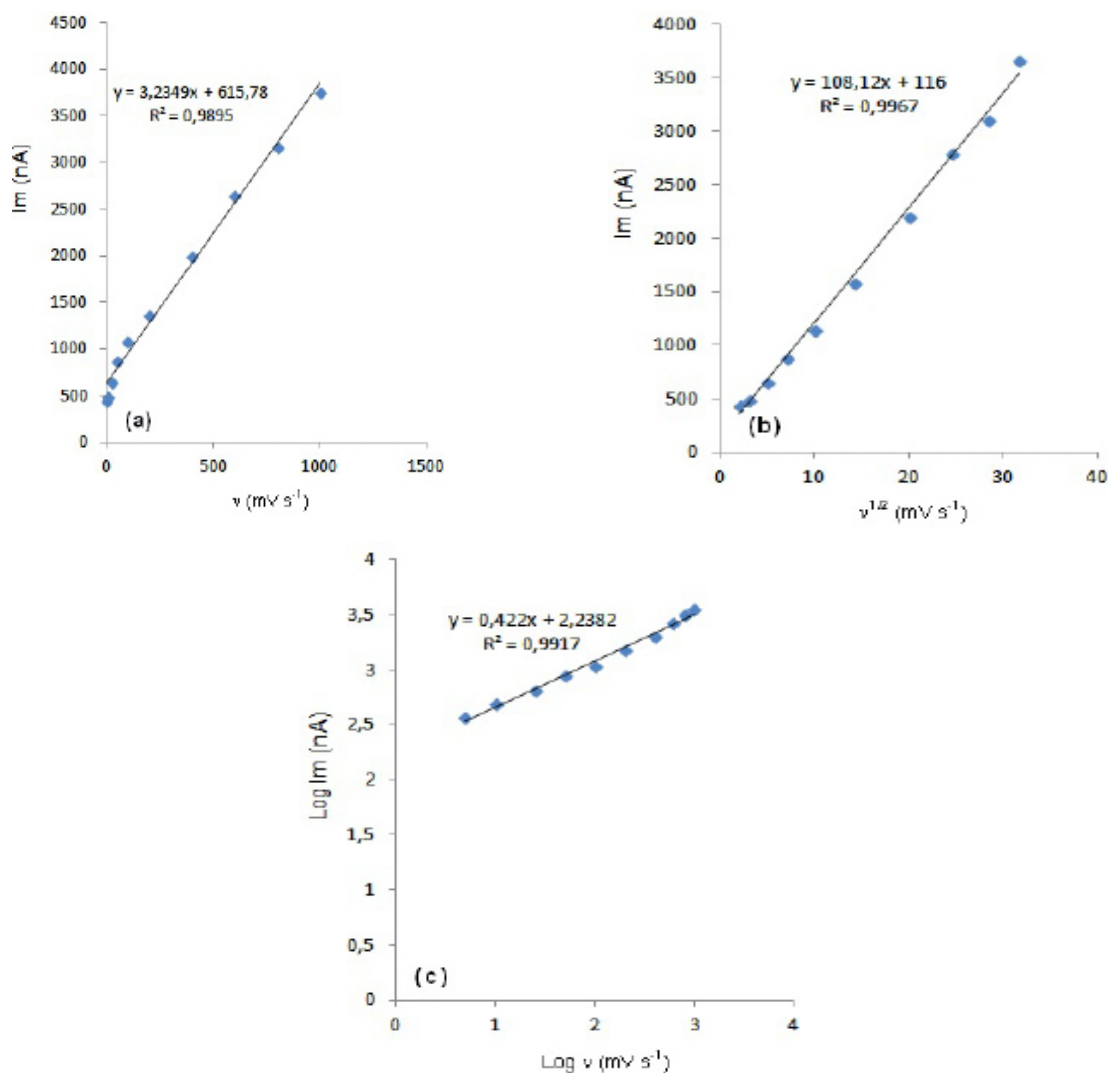 4500
4000
3500
3000
2500
2000
1500
1000
500
0
Im (nA)
y = 3,2349x + 615,78
R² = 0,9895
(a)
0 500 1000 1500
ν (mV s⁻¹)
4000
3500
3000
2500
2000
1500
1000
500
0
Im (nA)
y = 108,12x + 116
R² = 0,9967
(b)
0 10 20 30 40
ν¹/² (mV s⁻¹)
4
3,5
3
2,5
2
1,5
1
0,5
0
Log Im (nA)
y = 0,422x + 2,2382
R² = 0,9917
(c)
0 1 2 3 4
Log ν (mV s⁻¹)